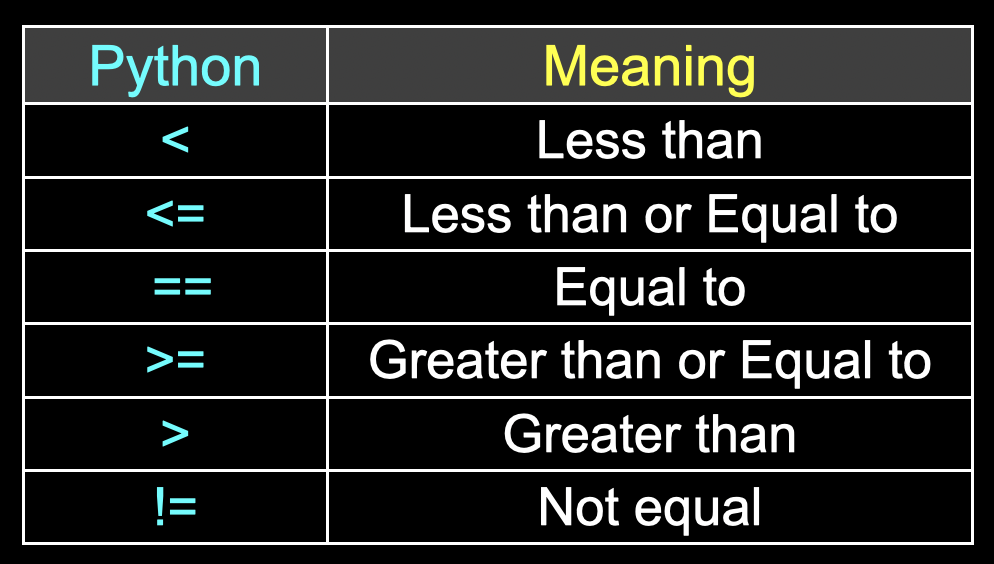 Python Meaning
< Less than
<= Less than or Equal to
== Equal to
>= Greater than or Equal to
> Greater than
!= Not equal